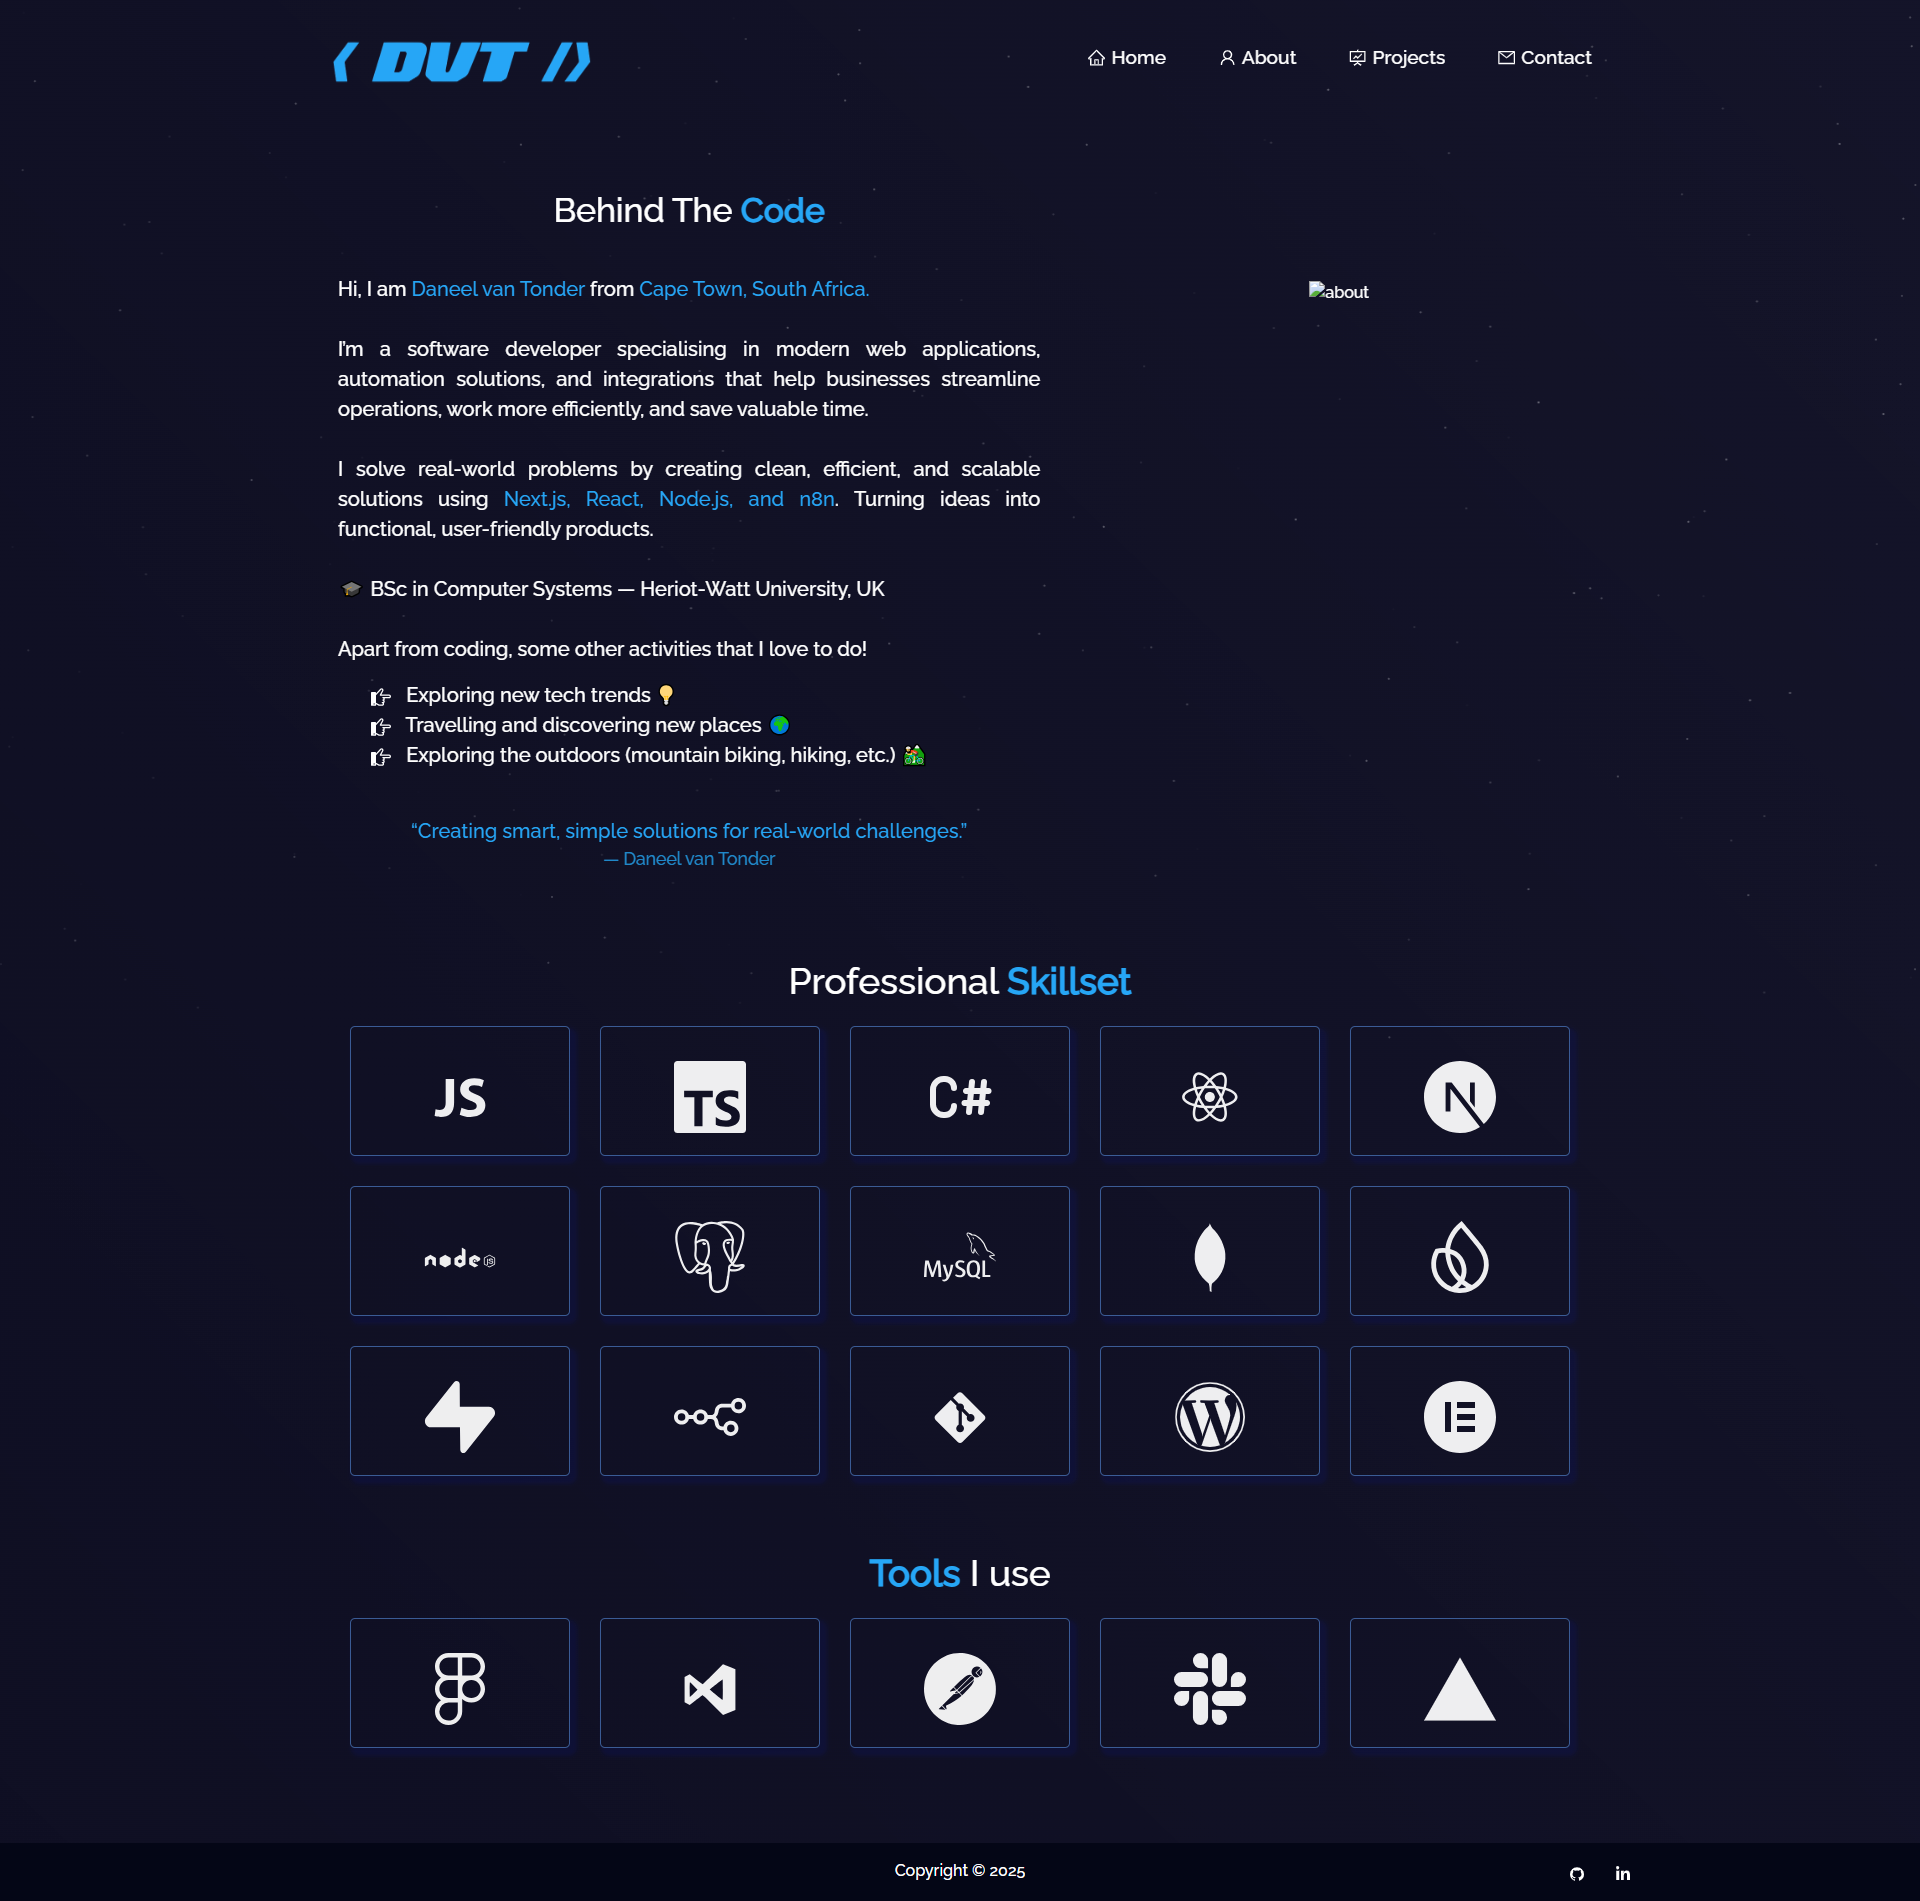 DVT
Home
About
Projects
Contact
Behind The Code
Hi, I am Daneel van Tonder from Cape Town, South Africa.
about
I'm a software developer specialising in modern web applications,
automation solutions, and integrations that help businesses streamline
operations, work more efficiently, and save valuable time.
I solve real-world problems by creating clean, efficient, and scalable
solutions using Next.js, React, Node.js, and n8n. Turning ideas into
functional, user-friendly products.
🎓 BSc in Computer Systems — Heriot-Watt University, UK
Apart from coding, some other activities that I love to do!
Exploring new tech trends 💡
Travelling and discovering new places 🌍
Exploring the outdoors (mountain biking, hiking, etc.) 🚵
“Creating smart, simple solutions for real-world challenges.”
— Daneel van Tonder
Professional Skillset
JS
TS
C#
N
node JS
MySQL
W
Tools I use
Copyright © 2025
in